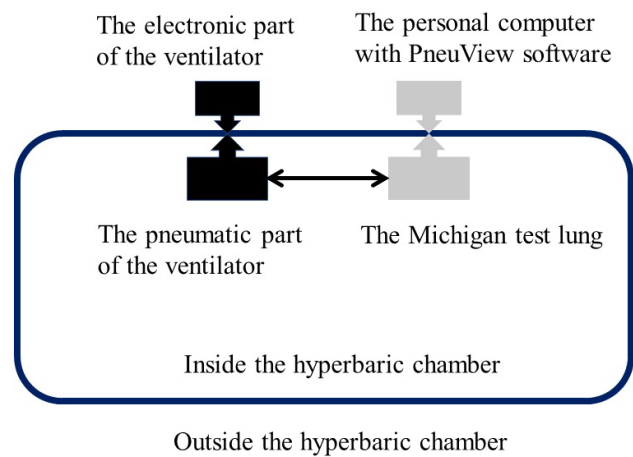 The electronic part
of the ventilator
The personal computer
with PneuView software
The pneumatic part
of the ventilator
The Michigan test lung
Inside the hyperbaric chamber
Outside the hyperbaric chamber